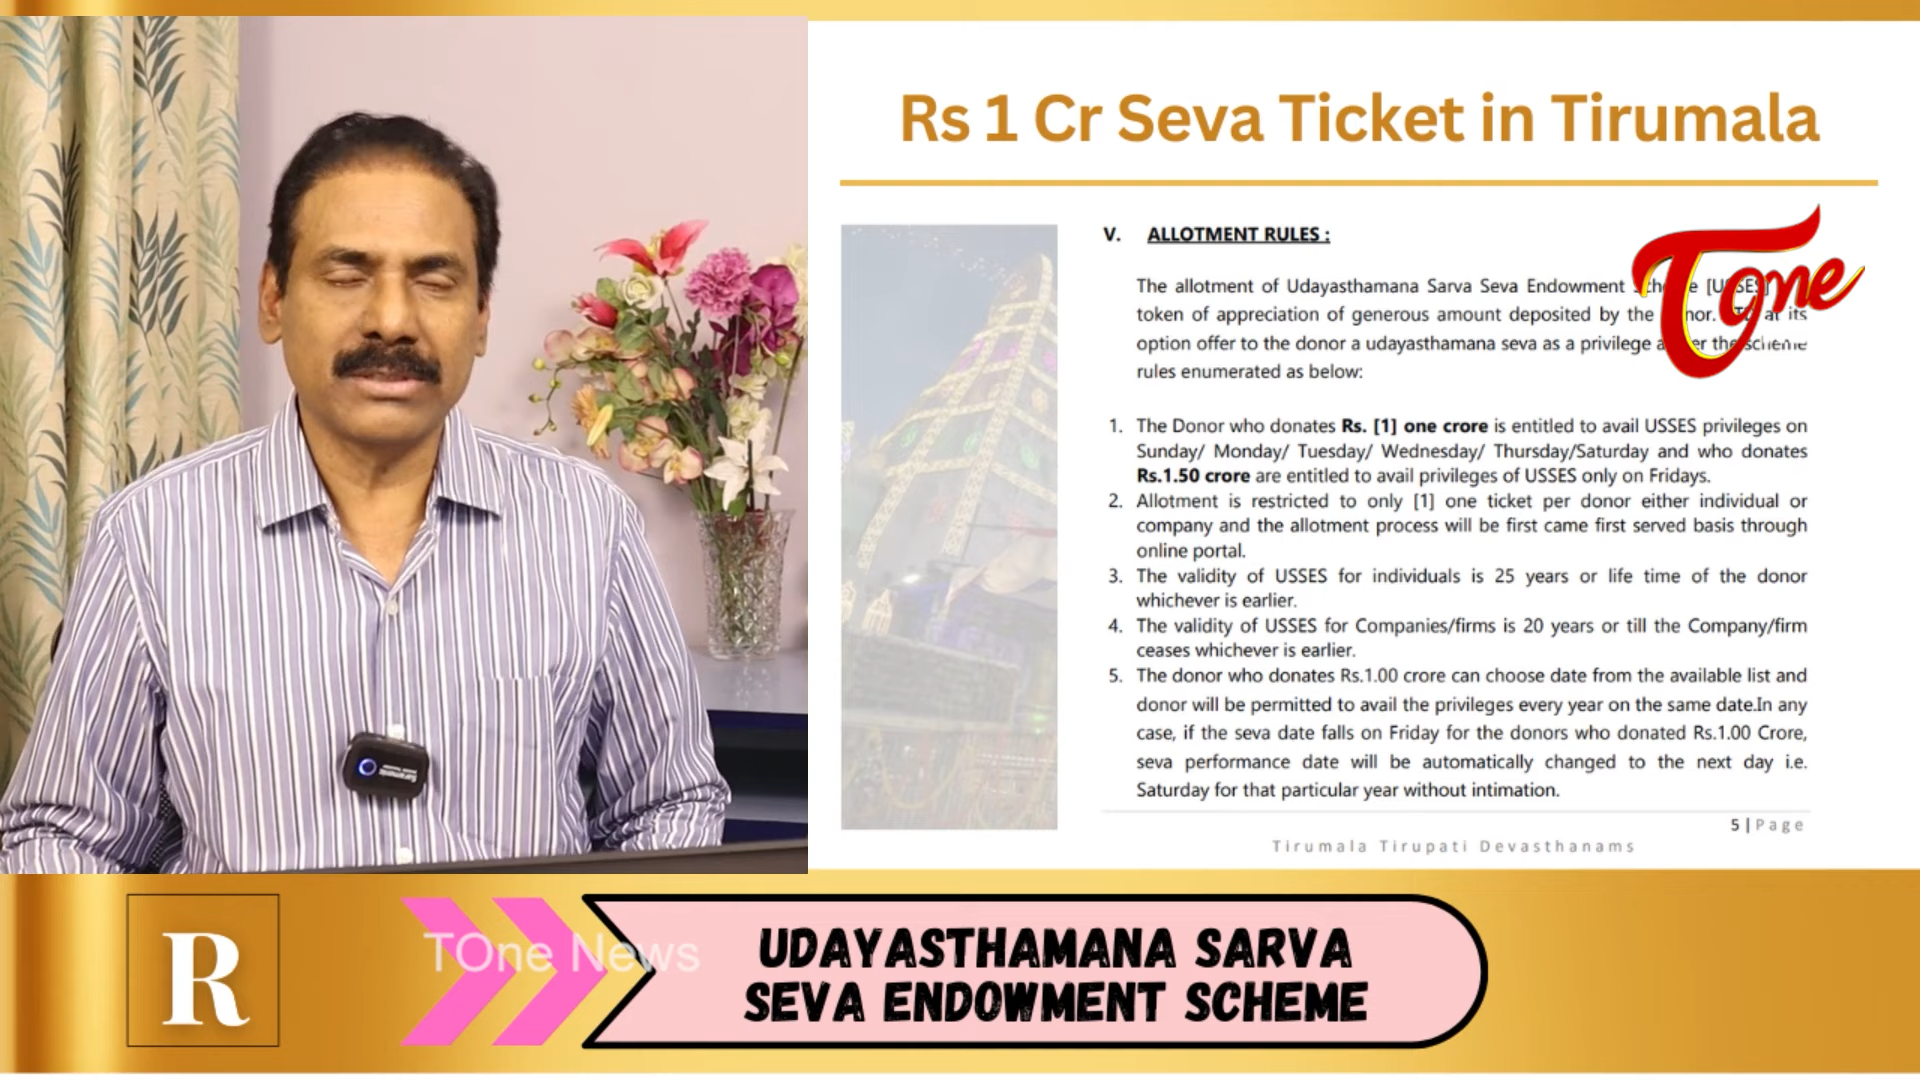 Rs 1 Cr Seva Ticket in Tirumala
Tone
V. ALLOTMENT RULES :
The allotment of Udayasthamana Sarva Seva Endowment
token of appreciation of generous amount deposited by the at its
option offer to the donor a udayasthamana seva as a privilege the scheme
rules enumerated as below:
1. The Donor who donates Rs. [1] one crore is entitled to avail USSES privileges on
Sunday/ Monday/ Tuesday/ Wednesday/ Thursday/Saturday and who donates
Rs.1.50 crore are entitled to avail privileges of USSES only on Fridays.
2. Allotment is restricted to only [1] one ticket per donor either individual or
company and the allotment process will be first came first served basis through
online portal.
3. The validity of USSES for individuals is 25 years or life time of the donor
whichever is earlier.
4. The validity of USSES for Companies/firms is 20 years or till the Company/firm
ceases whichever is earlier.
5. The donor who donates Rs.1.00 crore can choose date from the available list and
donor will be permitted to avail the privileges every year on the same date.In any
case, if the seva date falls on Friday for the donors who donated Rs.1.00 Crore,
seva performance date will be automatically changed to the next day i.e.
Saturday for that particular year without intimation.
5 | Page
Tirumala Tirupati Devasthanams
Saramonic
R
TOne News
UDAYASTHAMANA SARVA
SEVA ENDOWMENT SCHEME